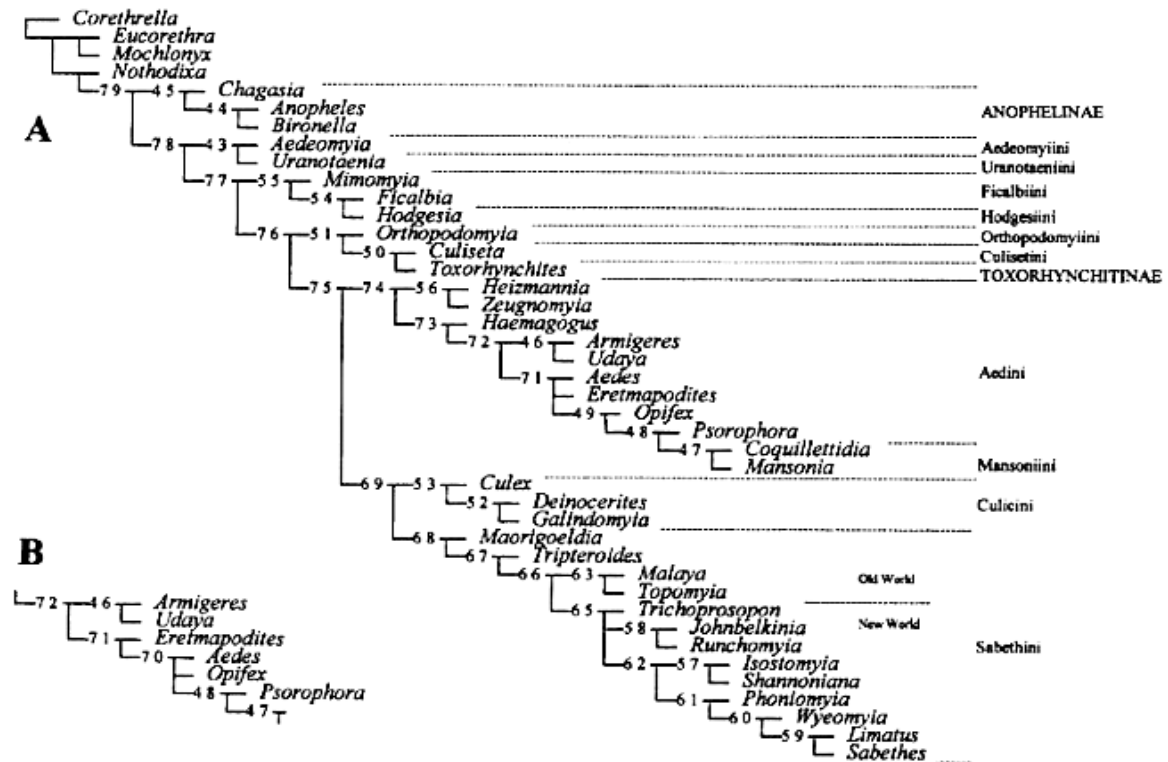 Corethrella
Eucorethra
Mochlonyx
Nothodixa
79 45 Chagasia
44 Anopheles
A ANOPHELINAE
Bironella
78 43 Aedeomyia Aedeomyiini
Uranotaenia Uranotaeniini
77 55 Mimomyia
54 Ficalbia Ficalbiini
Hodgesia Hodgesiini
76 51 Orthopodomyia Orthopodomyiini
50 Culiseta Culisetini
Toxorhynchites TOXORHYNCHITINAE
75 74 56 Heizmannia
Zeugnomyia
73 Haemagogus
72 46 Armigeres
Udaya
71 Aedes Aedini
Eretmapodites
49 Opifex
48 Psorophora
47 Coquillettidia
Mansonia Mansoniini
69 53 Culex
52 Deinocerites Culicini
Galindomyia
68 Maorigoeldia
B
67 Tripteroides
66 63 Malaya Old World
Topomyia
65 Trichoprosopon
58 Johnbelkinia New World
Runchomyia Sabethini
62 57 Isostomyia
Shannoniana
61 Phoniomyia
60 Wyeomyia
59 Limatus
Sabethes
72 46 Armigeres
Udaya
71 Eretmapodites
70 Aedes
Opifex
48 Psorophora
47